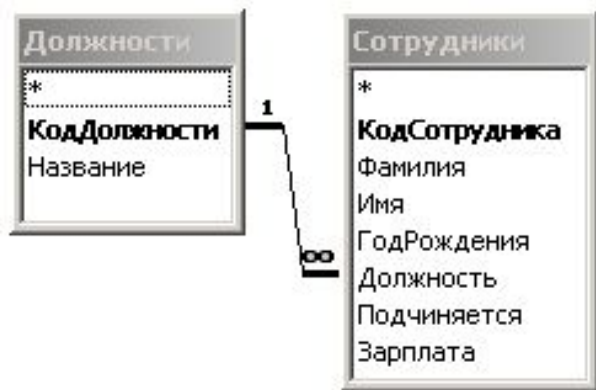 Должности
*
КодДолжности
Название
1
∞
Сотрудники
*
КодСотрудника
Фамилия
Имя
ГодРождения
Должность
Подчиняется
Зарплата